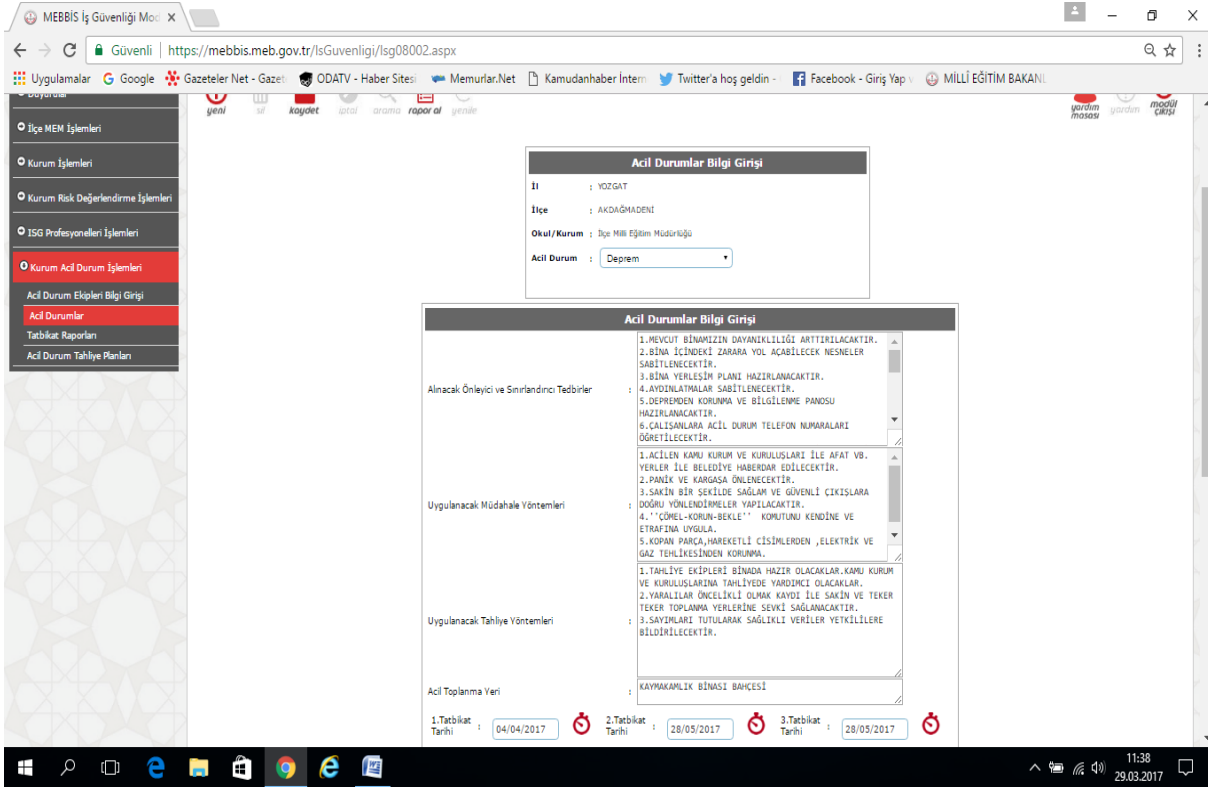 MEBBİS İş Güvenliği Mod
Güvenli | https://mebbis.meb.gov.tr/IsGuvenligi/Isg08002.aspx
Uygulamalar Google Gazeteler Net - Gazet ODATV - Haber Sitesi Memurlar.Net Kamudanhaber İntern Twitter'a hoş geldin - Facebook - Giriş Yap v MİLLÎ EĞİTİM BAKANL
Duyurular
yeni sil kaydet iptal arama rapor al yenile
yardım masası yardım modül çıkışı
İlçe MEM İşlemleri
Kurum İşlemleri
Kurum Risk Değerlendirme İşlemleri
ISG Profesyonelleri İşlemleri
Kurum Acil Durum İşlemleri
Acil Durum Ekipleri Bilgi Girişi
Acil Durumlar
Tatbikat Raporları
Acil Durum Tahliye Planları
Acil Durumlar Bilgi Girişi
İl : YOZGAT
İlçe : AKDAĞMADENİ
Okul/Kurum : İlçe Milli Eğitim Müdürlüğü
Acil Durum : Deprem
Acil Durumlar Bilgi Girişi
Alınacak Önleyici ve Sınırlandırıcı Tedbirler :
1.MEVCUT BİNAMIZIN DAYANIKLILIĞI ARTTIRILACAKTIR.
2.BİNA İÇİNDEKİ ZARARA YOL AÇABİLECEK NESNELER
SABİTLENECEKTİR.
3.BİNA YERLEŞİM PLANI HAZIRLANACAKTIR.
4.AYDINLATMALAR SABİTLENECEKTİR.
5.DEPREMDEN KORUNMA VE BİLGİLENME PANOSU
HAZIRLANACAKTIR.
6.ÇALIŞANLARA ACİL DURUM TELEFON NUMARALARI
ÖĞRETİLECEKTİR.
Uygulanacak Müdahale Yöntemleri :
1.ACİLEN KAMU KURUM VE KURULUŞLARI İLE AFAT VB.
YERLER İLE BELEDİYE HABERDAR EDİLECEKTİR.
2.PANİK VE KARGAŞA ÖNLENECEKTİR.
3.SAKİN BİR ŞEKİLDE SAĞLAM VE GÜVENLİ ÇIKIŞLARA
DOĞRU YÖNLENDİRMELER YAPILACAKTIR.
4.''ÇÖMEL-KORUN-BEKLE'' KOMUTUNU KENDİNE VE
ETRAFINA UYGULA.
5.KOPAN PARÇA,HAREKETLİ CİSİMLERDEN ,ELEKTRİK VE
GAZ TEHLİKESİNDEN KORUNMA.
Uygulanacak Tahliye Yöntemleri :
1.TAHLİYE EKİPLERİ BİNADA HAZIR OLACAKLAR.KAMU KURUM
VE KURULUŞLARINA TAHLİYEDE YARDIMCI OLACAKLAR.
2.YARALILAR ÖNCELİKLİ OLMAK KAYDI İLE SAKİN VE TEKER
TEKER TOPLANMA YERLERİNE SEVKİ SAĞLANACAKTIR.
3.SAYIMLARI TUTULARAK SAĞLIKLI VERİLER YETKİLİLERE
BİLDİRİLECEKTİR.
Acil Toplanma Yeri : KAYMAKAMLIK BİNASI BAHÇESİ
1.Tatbikat Tarihi : 04/04/2017 2.Tatbikat Tarihi : 28/05/2017 3.Tatbikat Tarihi : 28/05/2017
11:38
29.03.2017